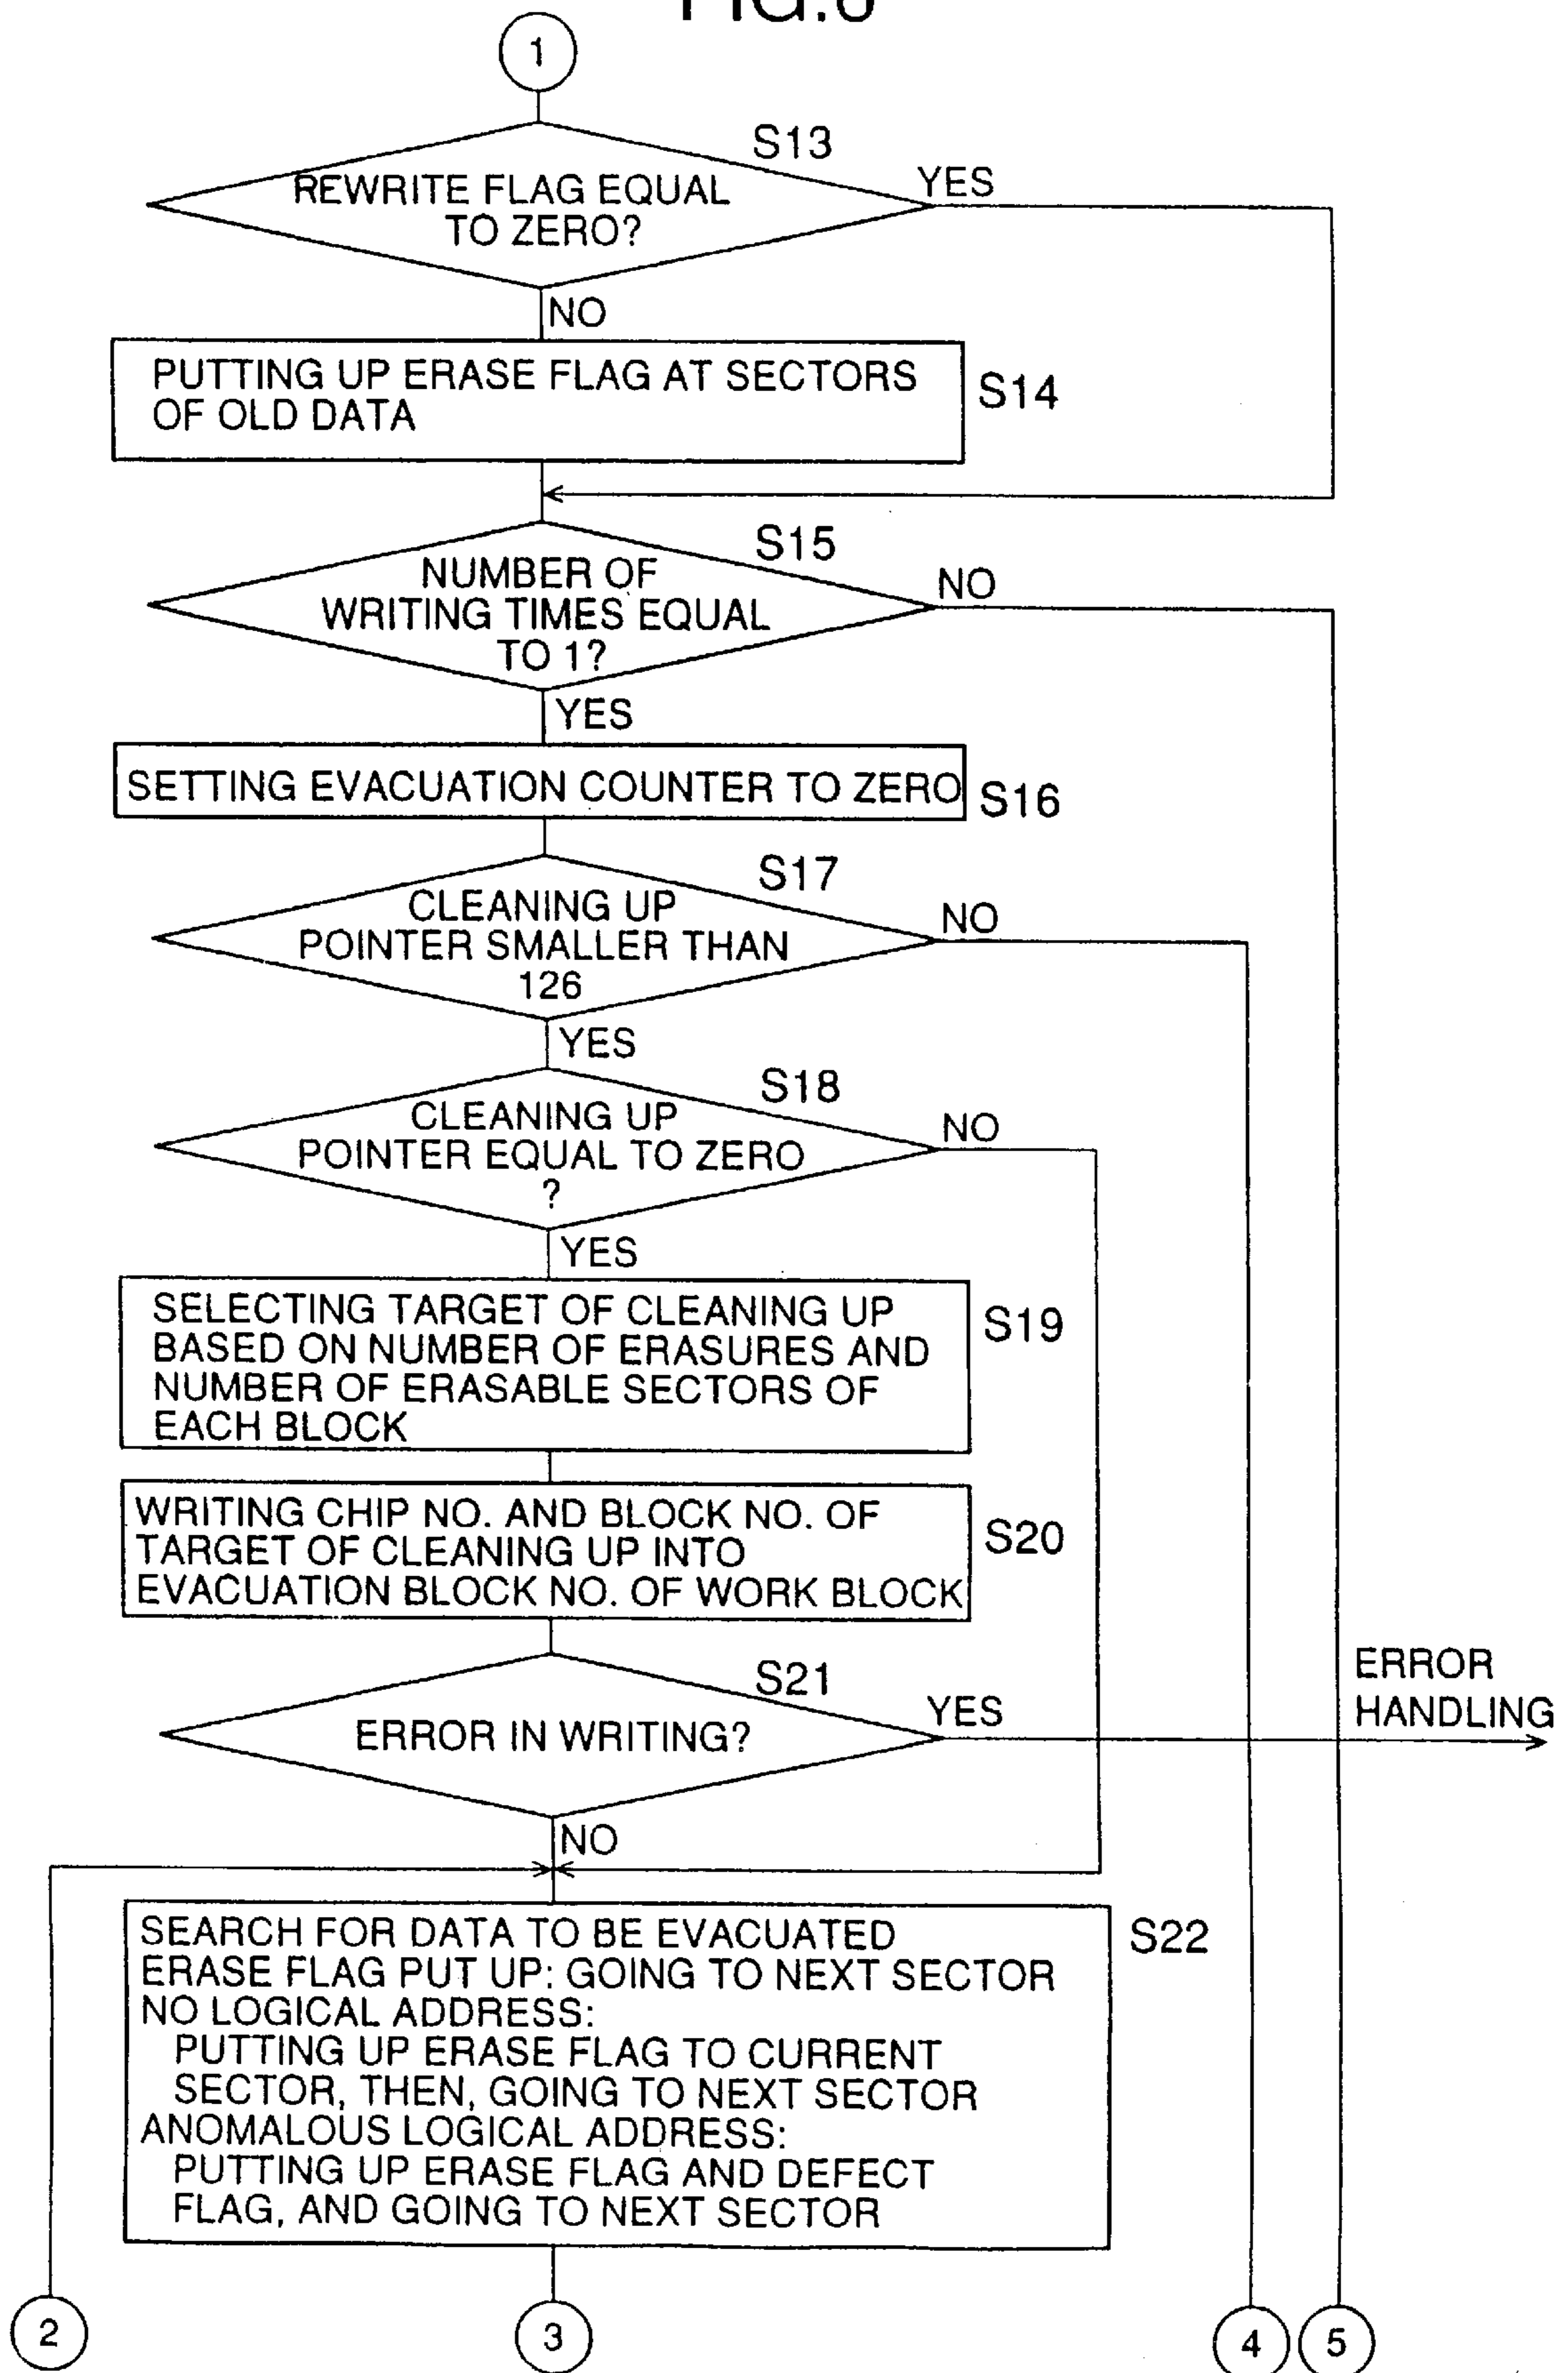 1
S13
REWRITE FLAG EQUAL
TO ZERO?
YES
NO
PUTTING UP ERASE FLAG AT SECTORS
OF OLD DATA
S14
S15
NUMBER OF
WRITING TIMES EQUAL
TO 1?
NO
YES
SETTING EVACUATION COUNTER TO ZERO
S16
S17
CLEANING UP
POINTER SMALLER THAN
126
NO
YES
S18
CLEANING UP
POINTER EQUAL TO ZERO
?
NO
YES
SELECTING TARGET OF CLEANING UP
BASED ON NUMBER OF ERASURES AND
NUMBER OF ERASABLE SECTORS OF
EACH BLOCK
S19
WRITING CHIP NO. AND BLOCK NO. OF
TARGET OF CLEANING UP INTO
EVACUATION BLOCK NO. OF WORK BLOCK
S20
S21
ERROR IN WRITING?
YES
ERROR
HANDLING
NO
SEARCH FOR DATA TO BE EVACUATED
ERASE FLAG PUT UP: GOING TO NEXT SECTOR
NO LOGICAL ADDRESS:
PUTTING UP ERASE FLAG TO CURRENT
SECTOR, THEN, GOING TO NEXT SECTOR
ANOMALOUS LOGICAL ADDRESS:
PUTTING UP ERASE FLAG AND DEFECT
FLAG, AND GOING TO NEXT SECTOR
S22
2
3
4
5